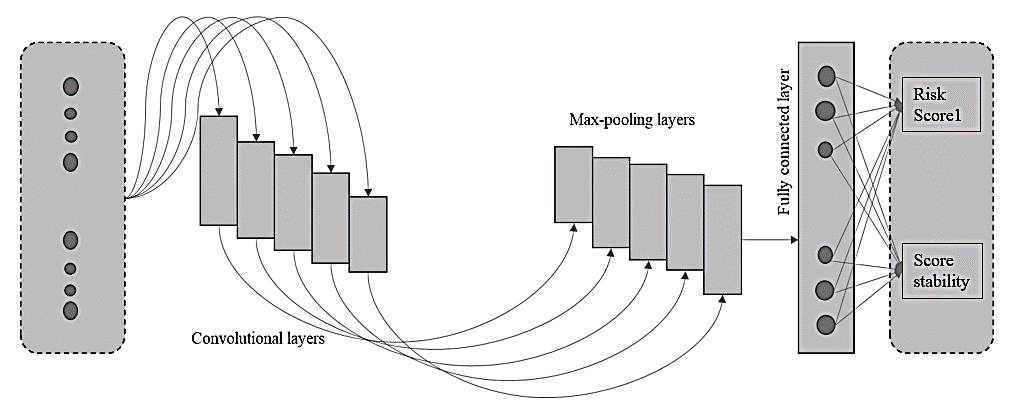 Convolutional layers
Max-pooling layers
Fully connected layer
Risk
Score1
Score
stability